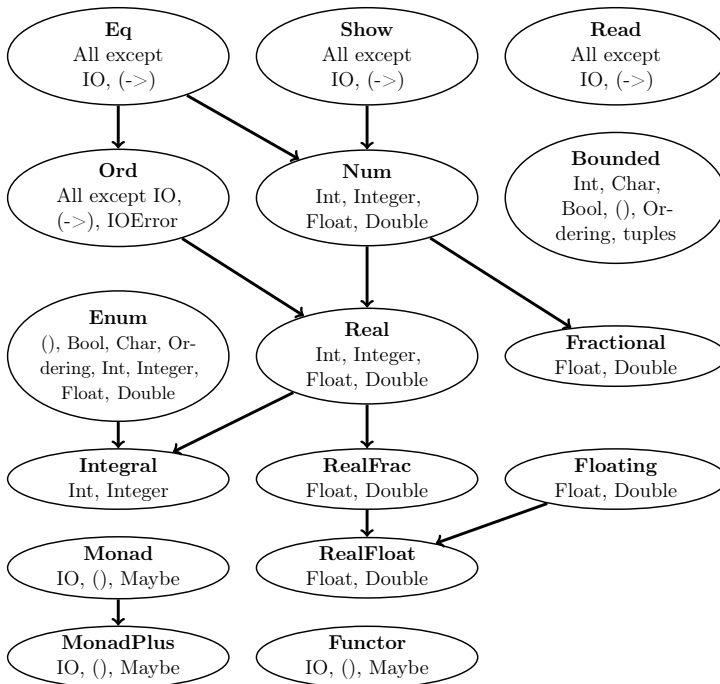 Eq
All except
IO, (->)
Show
All except
IO, (->)
Read
All except
IO, (->)
Ord
All except IO,
(->), IOError
Num
Int, Integer,
Float, Double
Bounded
Int, Char,
Bool, (), Or-
dering, tuples
Enum
(), Bool, Char, Or-
dering, Int, Integer,
Float, Double
Real
Int, Integer,
Float, Double
Fractional
Float, Double
Integral
Int, Integer
RealFrac
Float, Double
Floating
Float, Double
Monad
IO, (), Maybe
RealFloat
Float, Double
MonadPlus
IO, (), Maybe
Functor
IO, (), Maybe